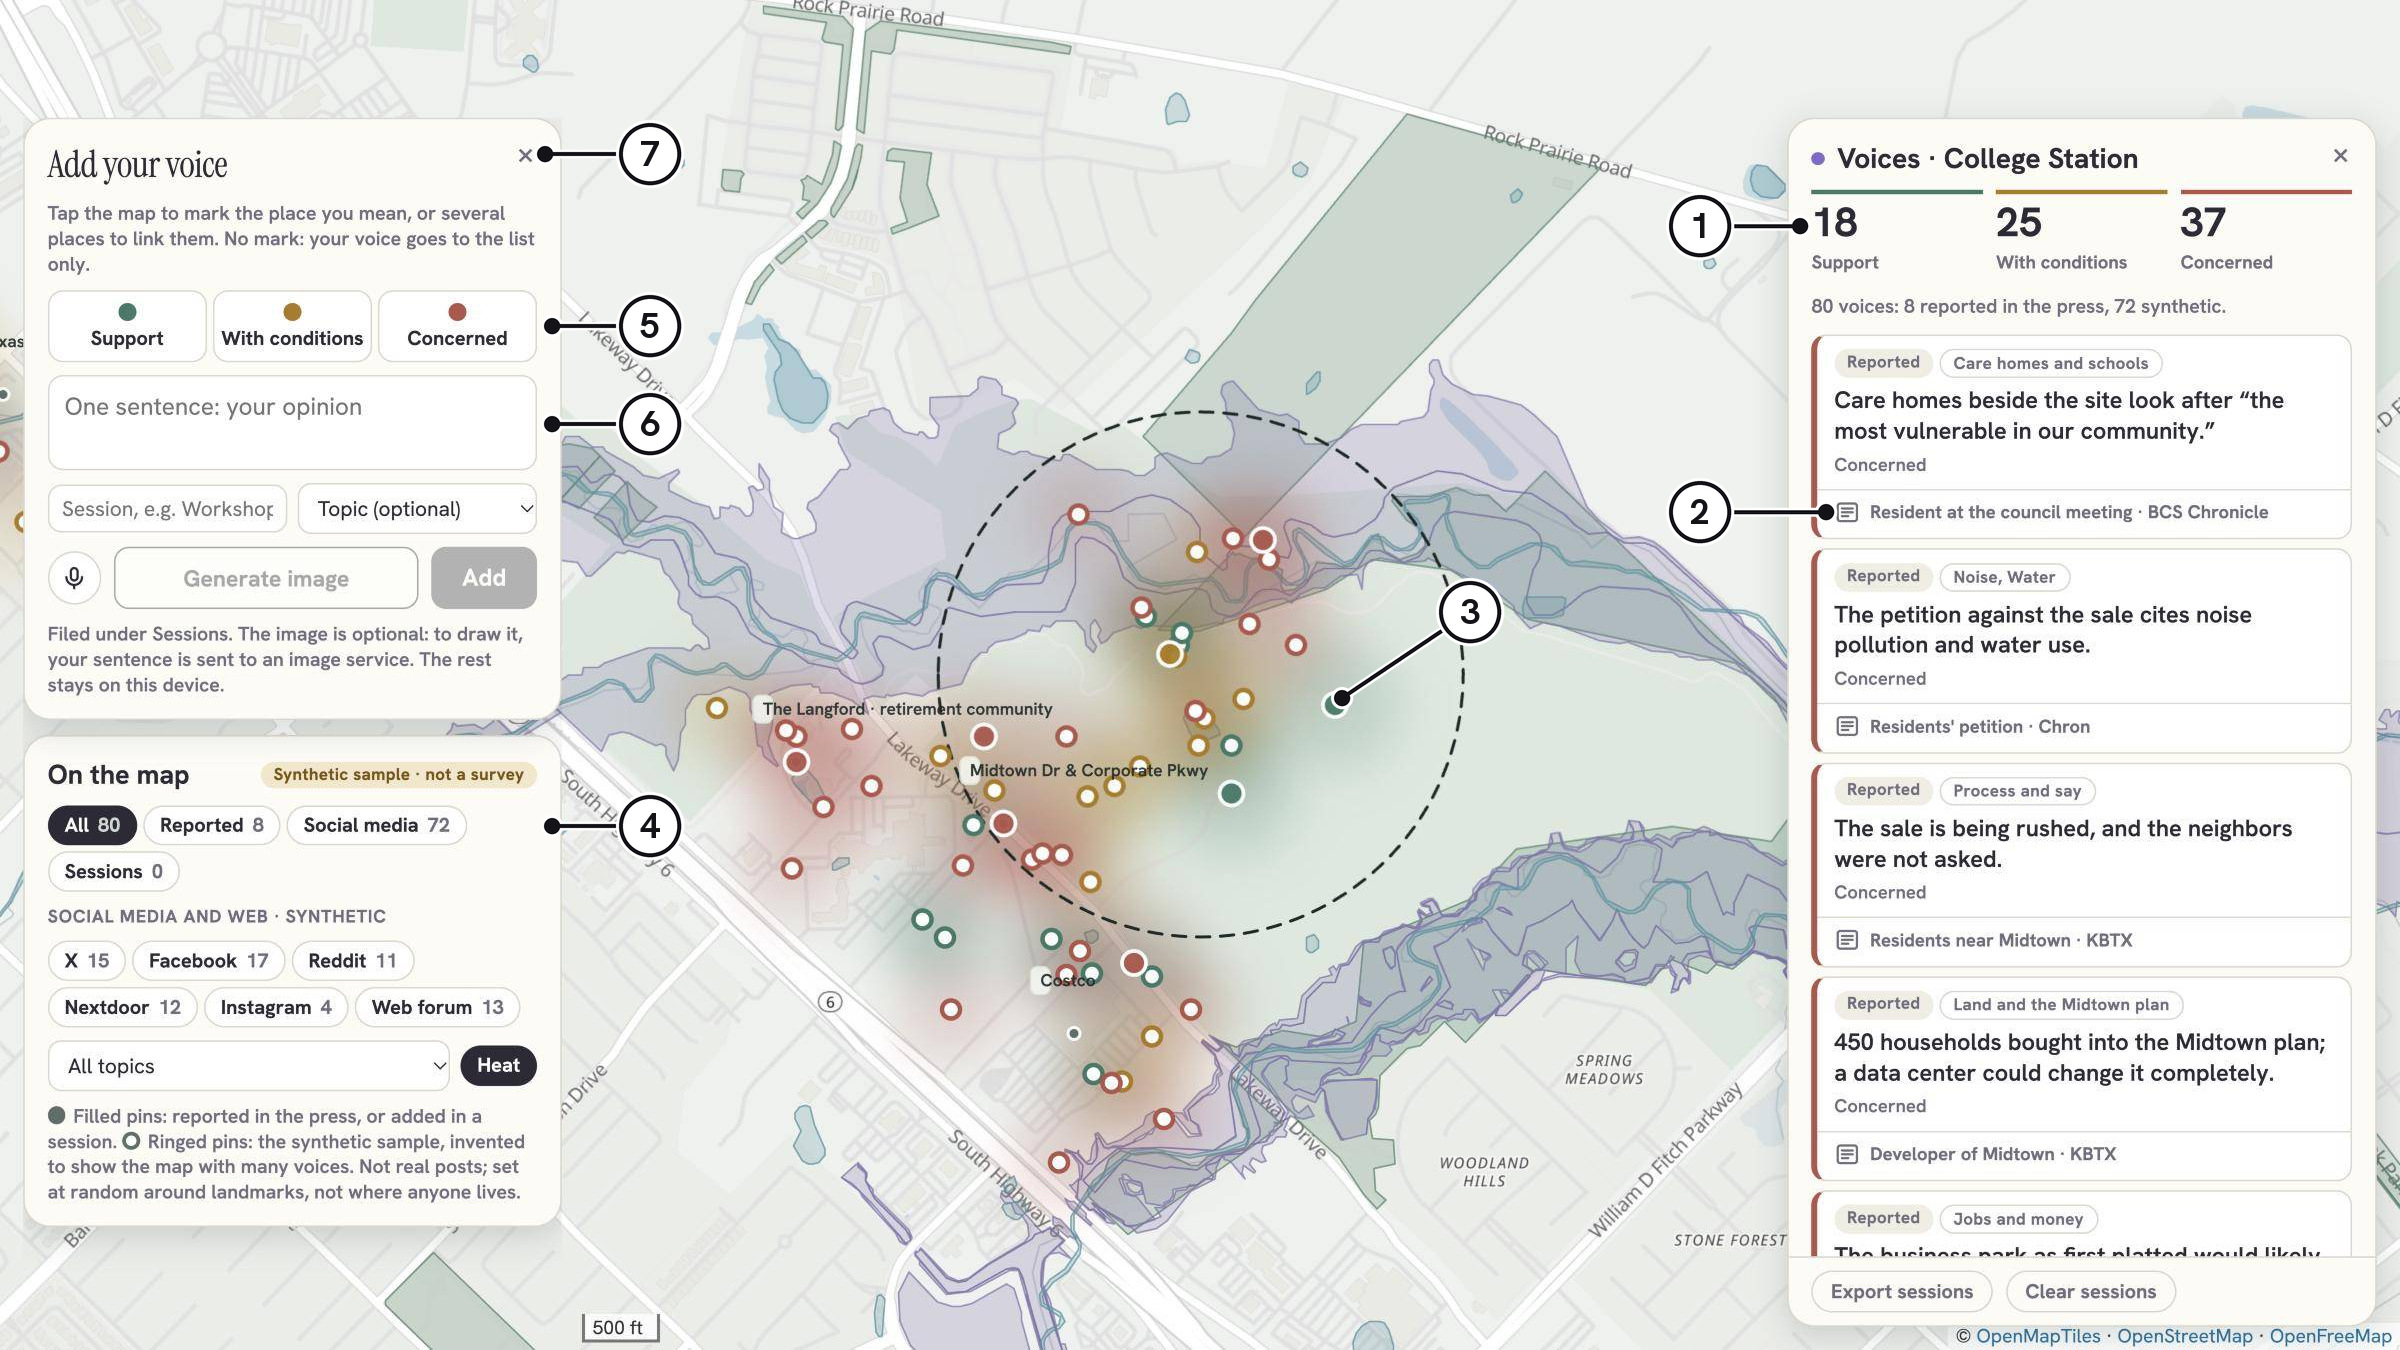 Rock Prairie Road
Rock Prairie Road
Add your voice
×
7
Tap the map to mark the place you mean, or several
places to link them. No mark: your voice goes to the list
only.
Support
With conditions
Concerned
5
One sentence: your opinion
6
Session, e.g. Workshop
Topic (optional)
Generate image
Add
Filed under Sessions. The image is optional: to draw it,
your sentence is sent to an image service. The rest
stays on this device.
On the map
Synthetic sample · not a survey
All 80
Reported 8
Social media 72
4
Sessions 0
SOCIAL MEDIA AND WEB · SYNTHETIC
X 15
Facebook 17
Reddit 11
Nextdoor 12
Instagram 4
Web forum 13
All topics
Heat
Filled pins: reported in the press, or added in a
session. Ringed pins: the synthetic sample, invented
to show the map with many voices. Not real posts; set
at random around landmarks, not where anyone lives.
Lakeway Drive
3
The Langford · retirement community
Lakeway Drive
Midtown Dr & Corporate Pkwy
Costco
6
South Highway 6
Lakeway Drive
SPRING
MEADOWS
WOODLAND
HILLS
William D Fitch Parkway
STONE FOREST
500 ft
Voices · College Station
×
1
18
25
37
Support
With conditions
Concerned
80 voices: 8 reported in the press, 72 synthetic.
Reported
Care homes and schools
Care homes beside the site look after “the
most vulnerable in our community.”
Concerned
2
Resident at the council meeting · BCS Chronicle
Reported
Noise, Water
The petition against the sale cites noise
pollution and water use.
Concerned
Residents' petition · Chron
Reported
Process and say
The sale is being rushed, and the neighbors
were not asked.
Concerned
Residents near Midtown · KBTX
Reported
Land and the Midtown plan
450 households bought into the Midtown plan;
a data center could change it completely.
Concerned
Developer of Midtown · KBTX
Reported
Jobs and money
The business park as first platted would likely
Export sessions
Clear sessions
© OpenMapTiles · OpenStreetMap · OpenFreeMap